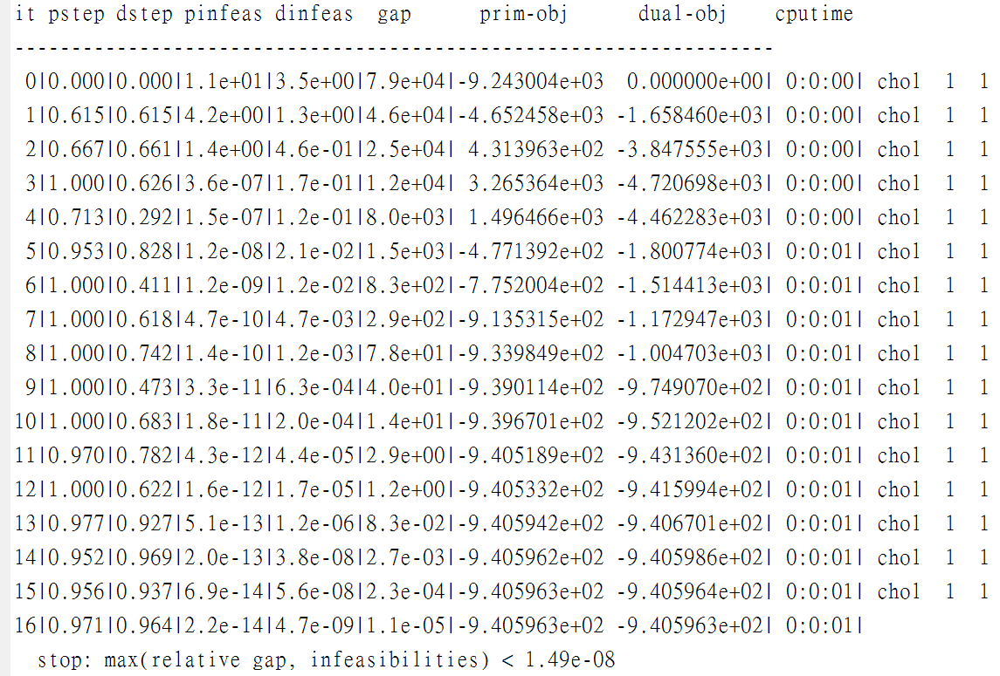 it pstep dstep pinfeas dinfeas  gap      prim-obj      dual-obj    cputime
-------------------------------------------------------------------
 0|0.000|0.000|1.1e+01|3.5e+00|7.9e+04|-9.243004e+03  0.000000e+00| 0:0:00| chol  1  1
 1|0.615|0.615|4.2e+00|1.3e+00|4.6e+04|-4.652458e+03 -1.658460e+03| 0:0:00| chol  1  1
 2|0.667|0.661|1.4e+00|4.6e-01|2.5e+04| 4.313963e+02 -3.847555e+03| 0:0:00| chol  1  1
 3|1.000|0.626|3.6e-07|1.7e-01|1.2e+04| 3.265364e+03 -4.720698e+03| 0:0:00| chol  1  1
 4|0.713|0.292|1.5e-07|1.2e-01|8.0e+03| 1.496466e+03 -4.462283e+03| 0:0:00| chol  1  1
 5|0.953|0.828|1.2e-08|2.1e-02|1.5e+03|-4.771392e+02 -1.800774e+03| 0:0:01| chol  1  1
 6|1.000|0.411|1.2e-09|1.2e-02|8.3e+02|-7.752004e+02 -1.514413e+03| 0:0:01| chol  1  1
 7|1.000|0.618|4.7e-10|4.7e-03|2.9e+02|-9.135315e+02 -1.172947e+03| 0:0:01| chol  1  1
 8|1.000|0.742|1.4e-10|1.2e-03|7.8e+01|-9.339849e+02 -1.004703e+03| 0:0:01| chol  1  1
 9|1.000|0.473|3.3e-11|6.3e-04|4.0e+01|-9.390114e+02 -9.749070e+02| 0:0:01| chol  1  1
10|1.000|0.683|1.8e-11|2.0e-04|1.4e+01|-9.396701e+02 -9.521202e+02| 0:0:01| chol  1  1
11|0.970|0.782|4.3e-12|4.4e-05|2.9e+00|-9.405189e+02 -9.431360e+02| 0:0:01| chol  1  1
12|1.000|0.622|1.6e-12|1.7e-05|1.2e+00|-9.405332e+02 -9.415994e+02| 0:0:01| chol  1  1
13|0.977|0.927|5.1e-13|1.2e-06|8.3e-02|-9.405942e+02 -9.406701e+02| 0:0:01| chol  1  1
14|0.952|0.969|2.0e-13|3.8e-08|2.7e-03|-9.405962e+02 -9.405986e+02| 0:0:01| chol  1  1
15|0.956|0.937|6.9e-14|5.6e-08|2.3e-04|-9.405963e+02 -9.405964e+02| 0:0:01| chol  1  1
16|0.971|0.964|2.2e-14|4.7e-09|1.1e-05|-9.405963e+02 -9.405963e+02| 0:0:01|
  stop: max(relative gap, infeasibilities) < 1.49e-08